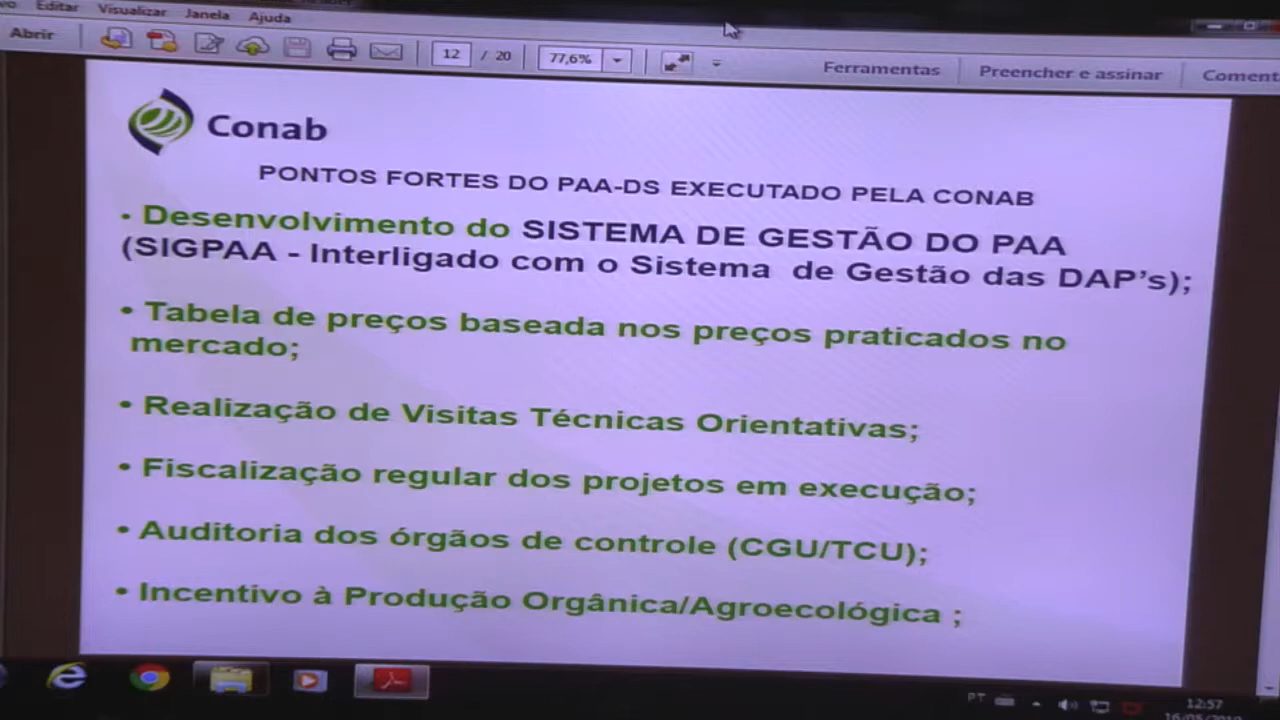 Editar Visualizar Janela Ajuda
Abrir 12 / 20 77,6% Ferramentas Preencher e assinar Coment
Conab
PONTOS FORTES DO PAA-DS EXECUTADO PELA CONAB
• Desenvolvimento do SISTEMA DE GESTÃO DO PAA
(SIGPAA - Interligado com o Sistema de Gestão das DAP's);
• Tabela de preços baseada nos preços praticados no
mercado;
• Realização de Visitas Técnicas Orientativas;
• Fiscalização regular dos projetos em execução;
• Auditoria dos órgãos de controle (CGU/TCU);
• Incentivo à Produção Orgânica/Agroecológica ;
PT 12:57